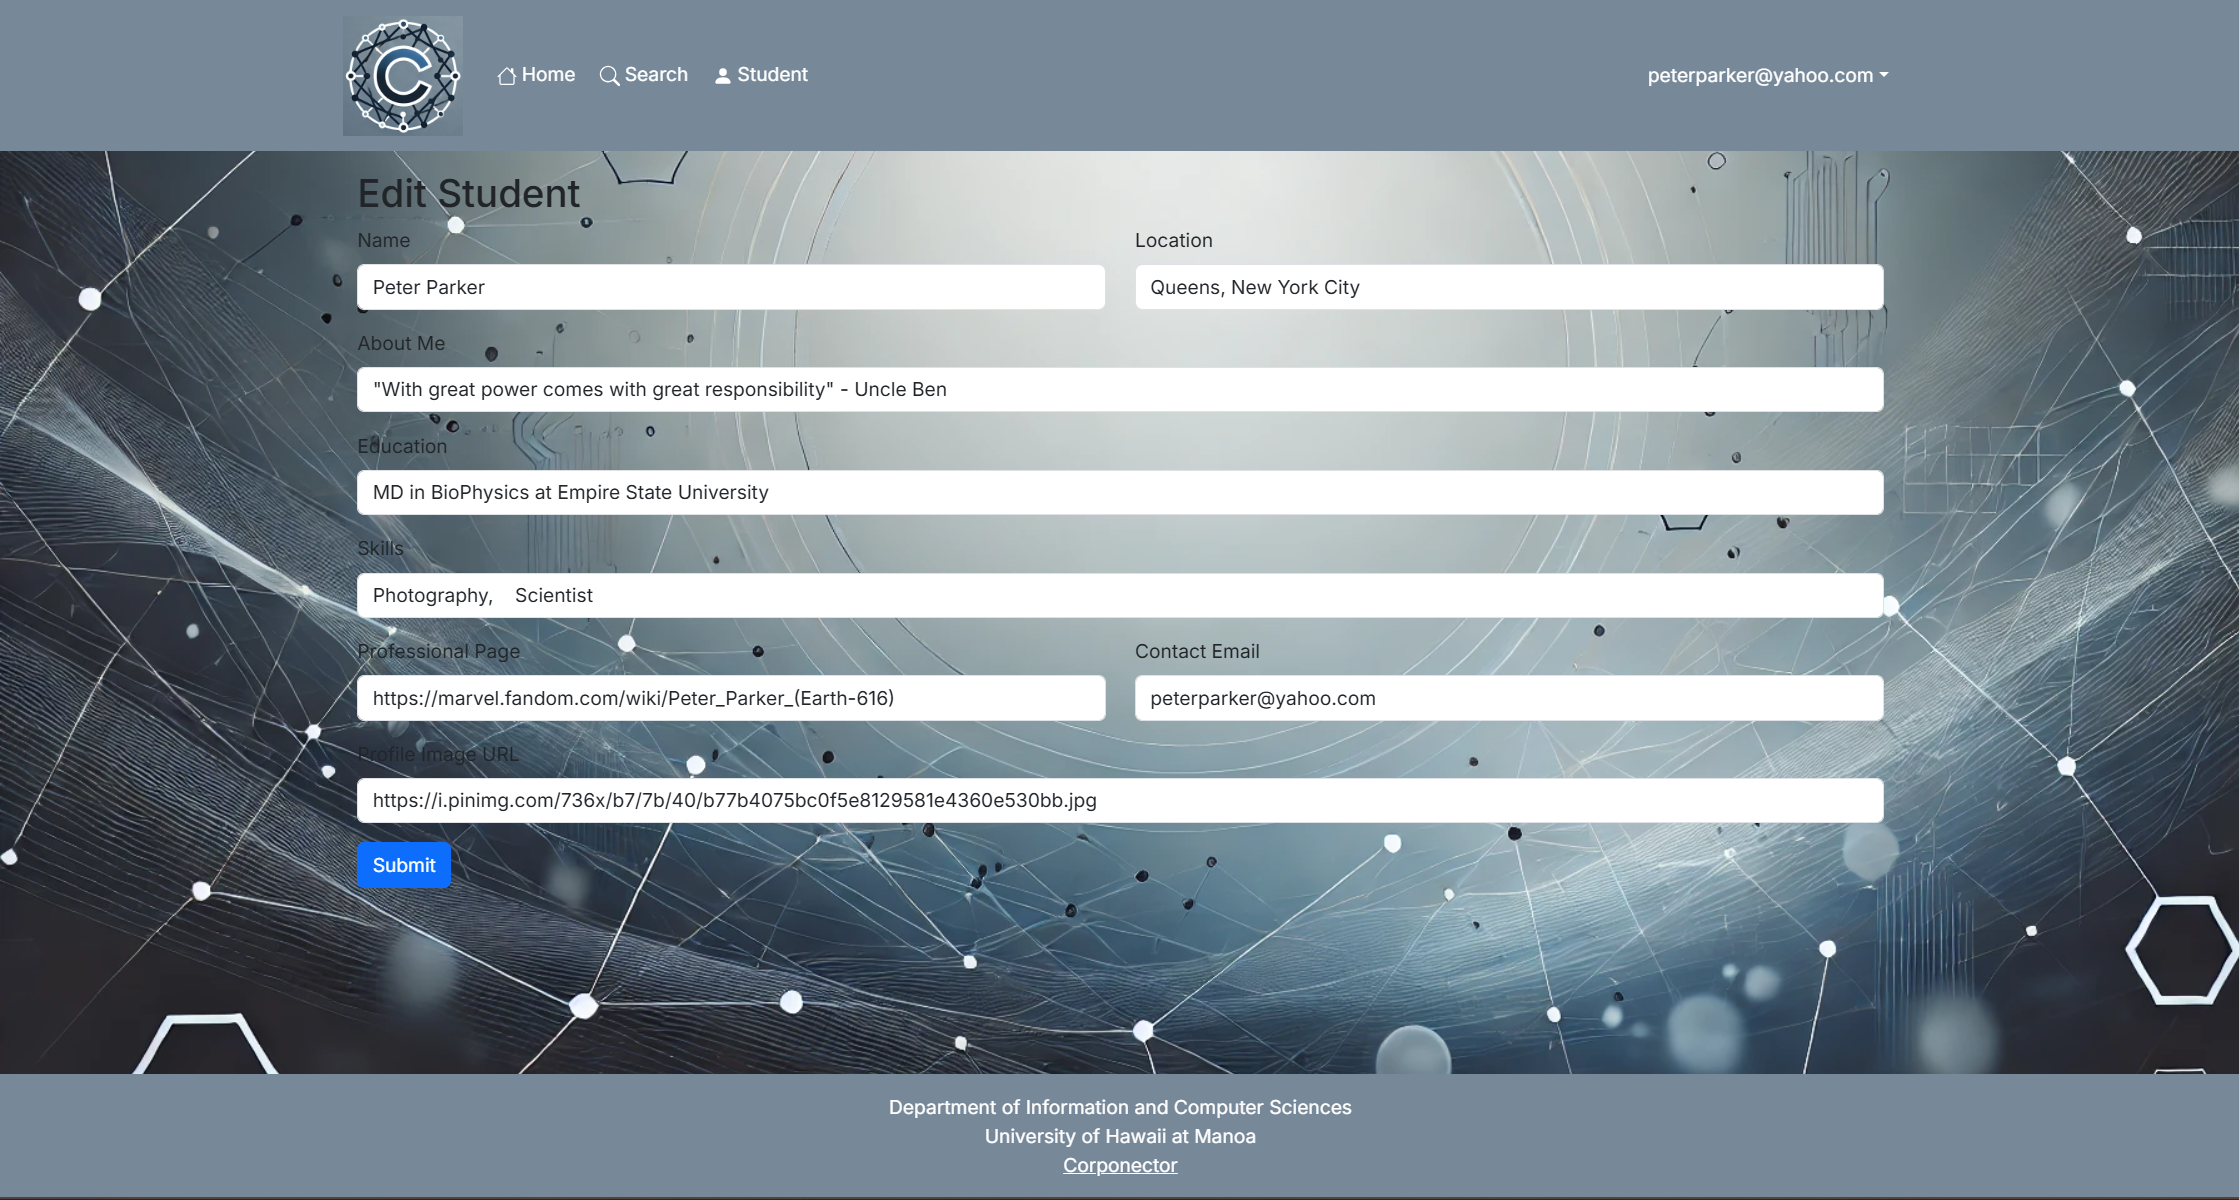 C
Home Search Student peterparker@yahoo.com
Edit Student
Name Location
Peter Parker Queens, New York City
About Me
"With great power comes with great responsibility" - Uncle Ben
Education
MD in BioPhysics at Empire State University
Skills
Photography, Scientist
Professional Page Contact Email
https://marvel.fandom.com/wiki/Peter_Parker_(Earth-616) peterparker@yahoo.com
Profile Image URL
https://i.pinimg.com/736x/b7/7b/40/b77b4075bc0f5e8129581e4360e530bb.jpg
Submit
Department of Information and Computer Sciences
University of Hawaii at Manoa
Corponector